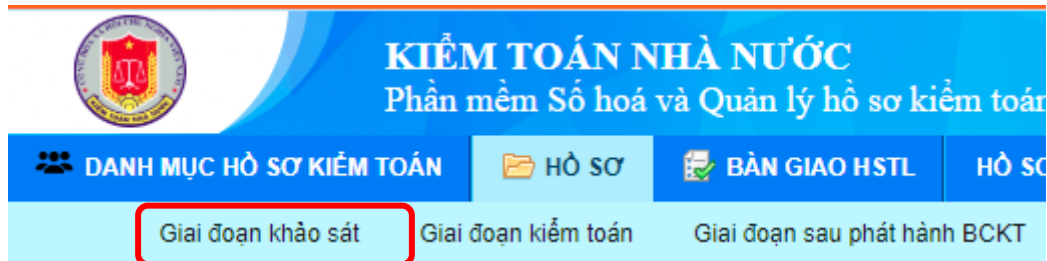 KIỂM TOÁN NHÀ NƯỚC
Phần mềm Số hoá và Quản lý hồ sơ kiểm toán
DANH MỤC HỒ SƠ KIỂM TOÁN HỒ SƠ BÀN GIAO HSTL HỒ SƠ
Giai đoạn khảo sát Giai đoạn kiểm toán Giai đoạn sau phát hành BCKT